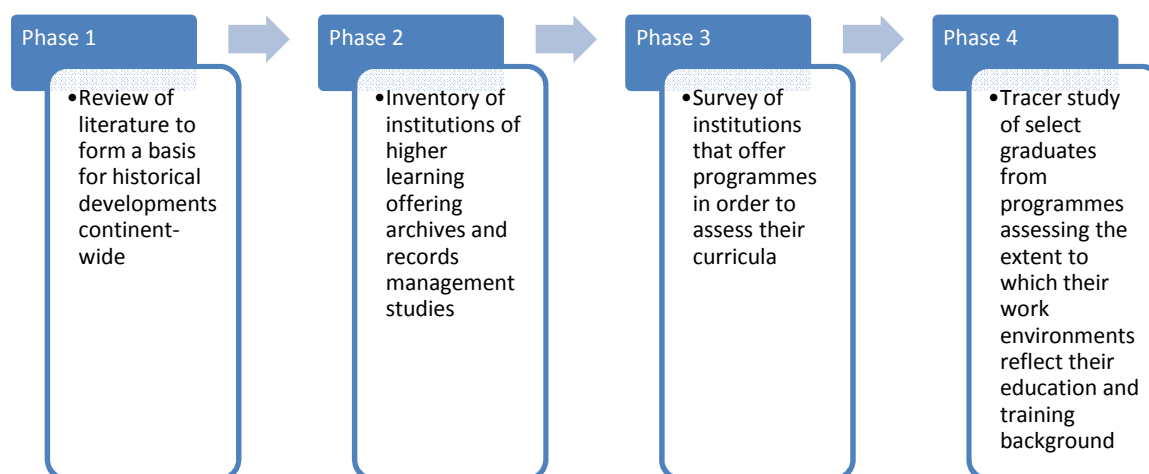 Phase 1
•Review of
literature to
form a basis
for historical
developments
continent-
wide
Phase 2
•Inventory of
institutions of
higher
learning
offering
archives and
records
management
studies
Phase 3
•Survey of
institutions
that offer
programmes
in order to
assess their
curricula
Phase 4
•Tracer study
of select
graduates
from
programmes
assessing the
extent to
which their
work
environments
reflect their
education and
training
background